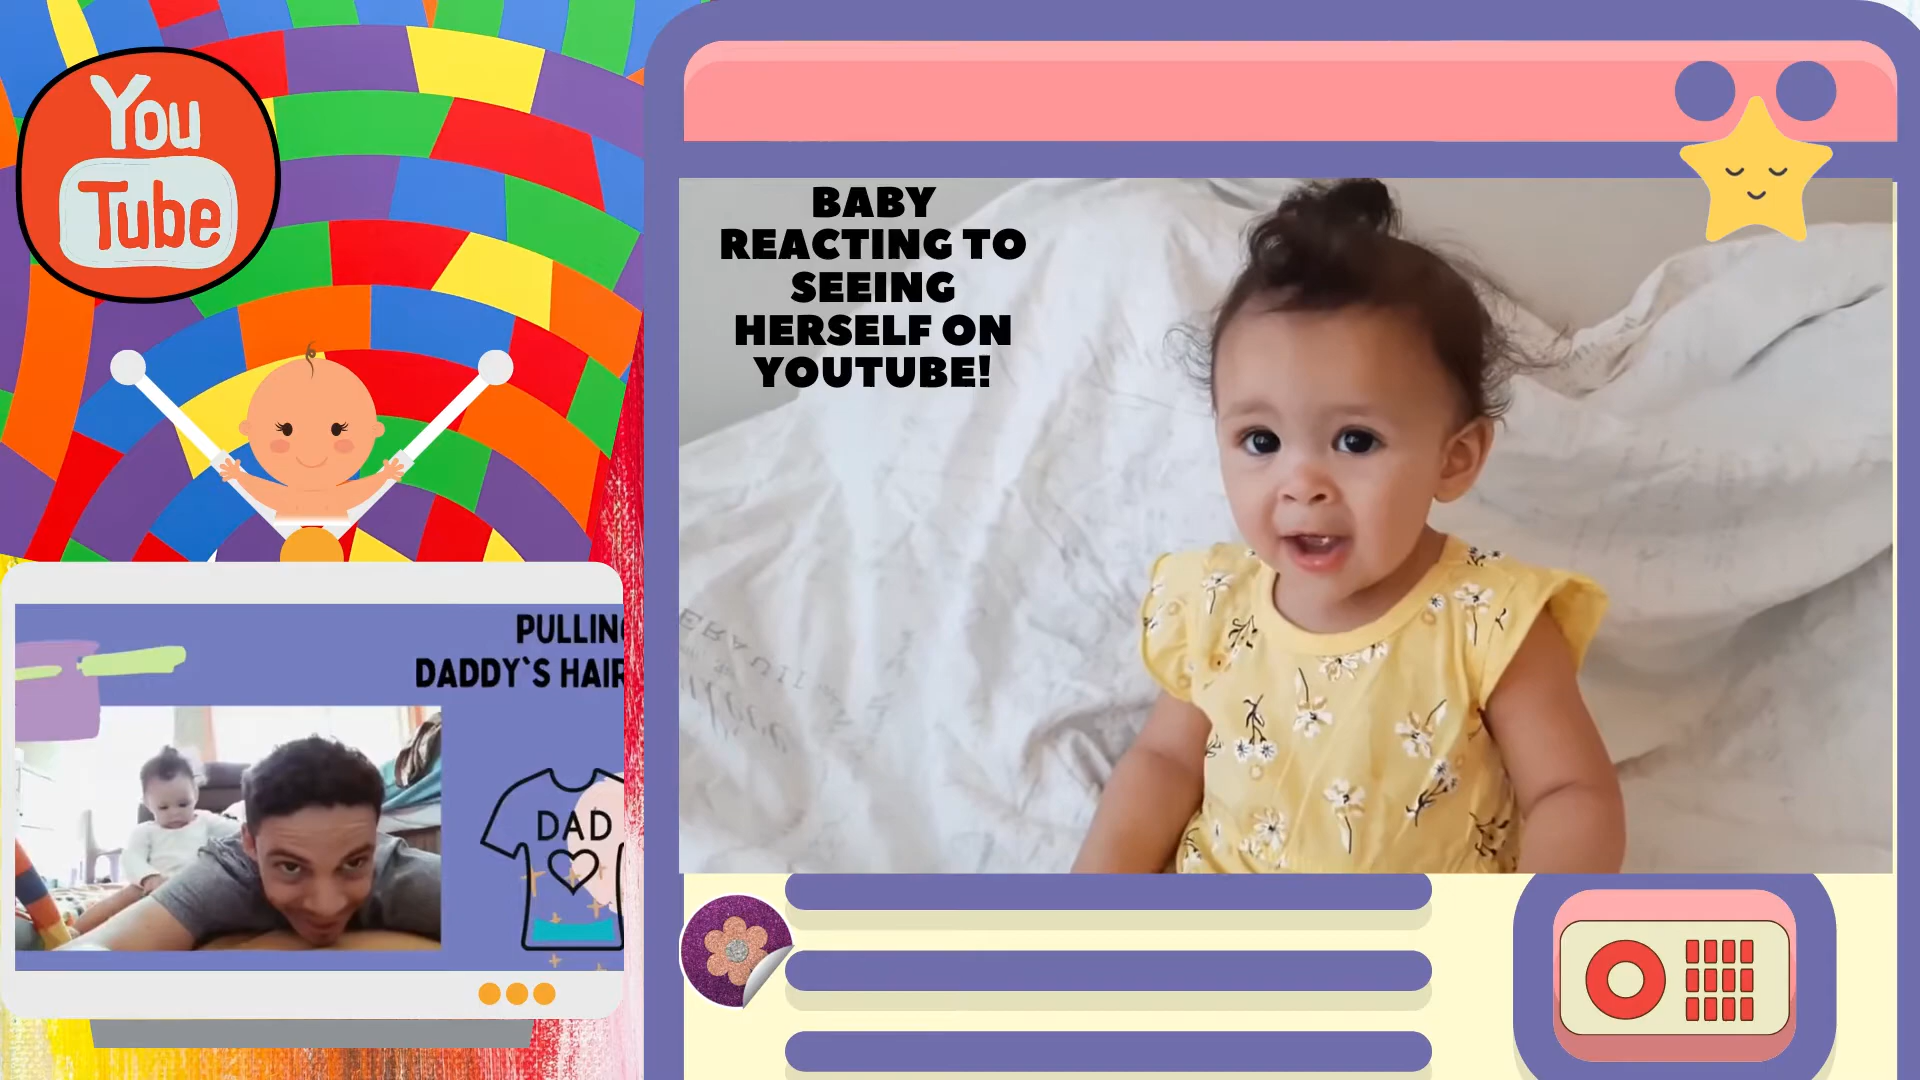 You
Tube
BABY
REACTING TO
SEEING
HERSELF ON
YOUTUBE!
PULLIN
DADDY`S HAIR
DAD